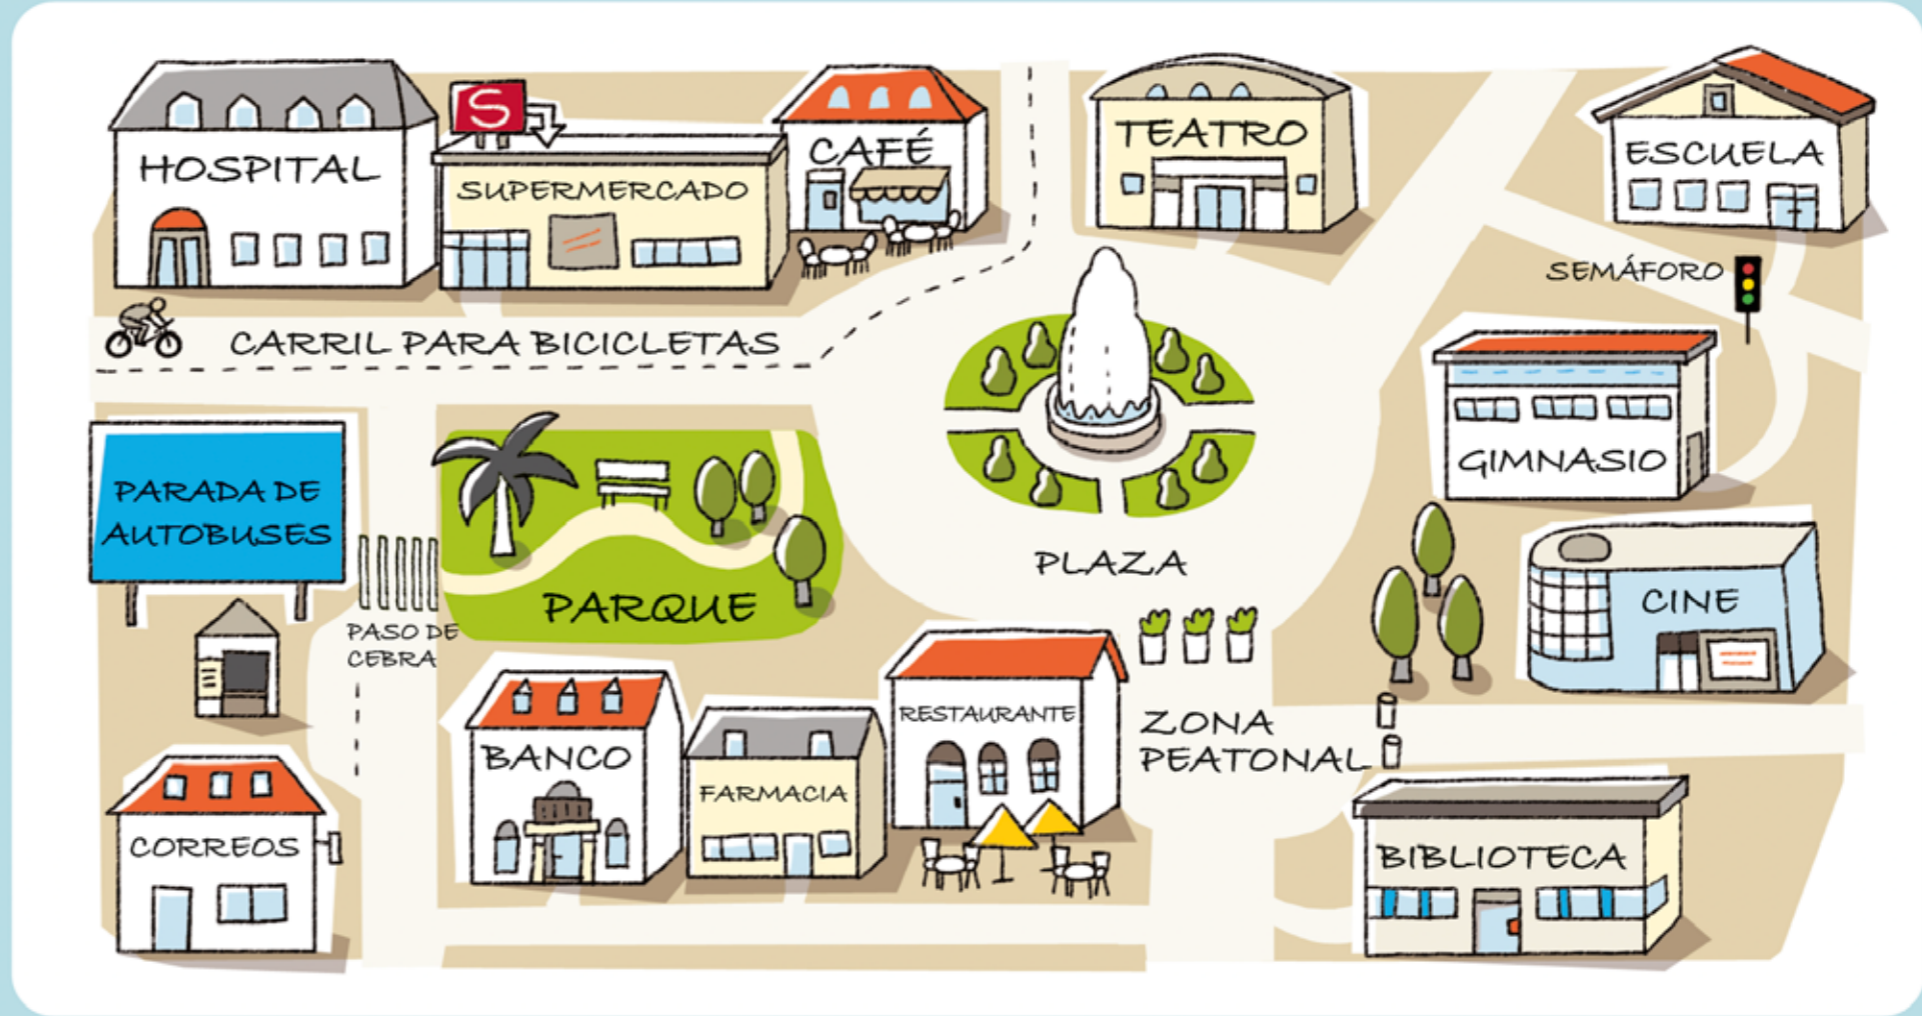 HOSPITAL
S
SUPERMERCADO
CAFÉ
TEATRO
ESCUELA
SEMÁFORO
CARRIL PARA BICICLETAS
GIMNASIO
PARADA DE
AUTOBUSES
PLAZA
PARQUE
CINE
PASO DE
CEBRA
RESTAURANTE
ZONA
PEATONAL
BANCO
FARMACIA
CORREOS
BIBLIOTECA